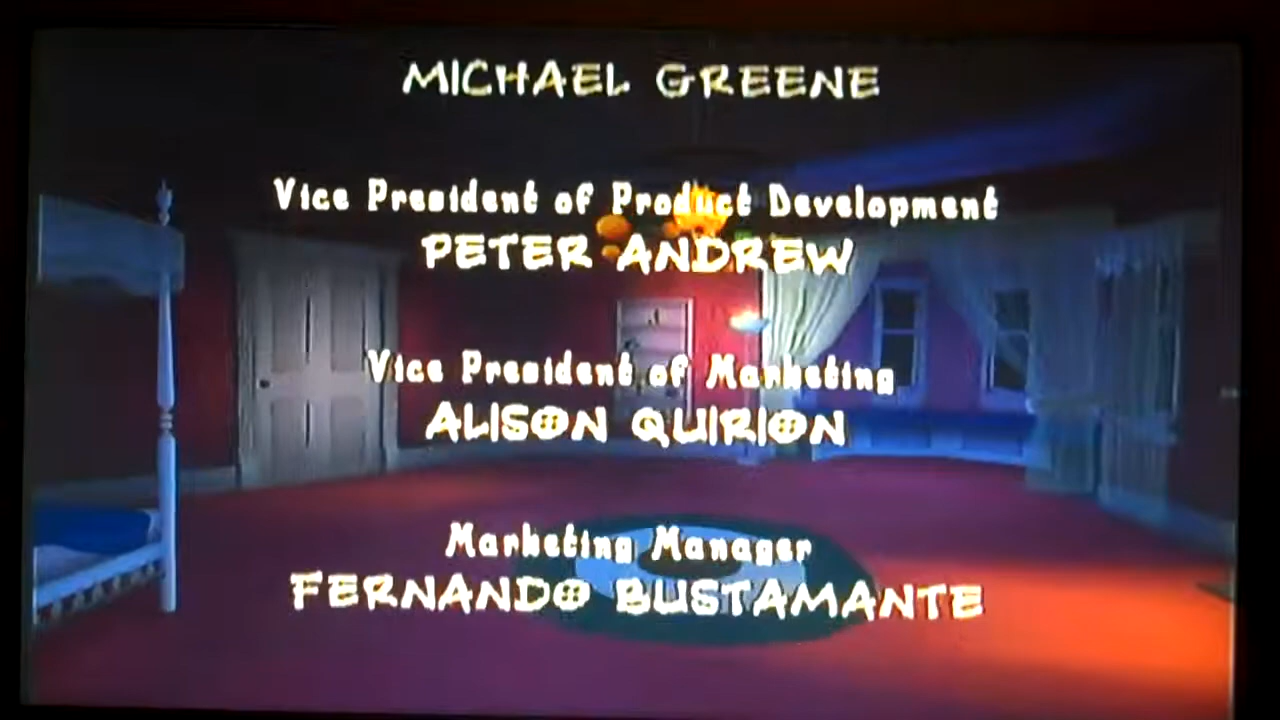 MICHAEL GREENE
Vice President of Product Development
PETER ANDREW
Vice President of Marketing
ALISON QUIRION
Marketing Manager
FERNANDO BUSTAMANTE